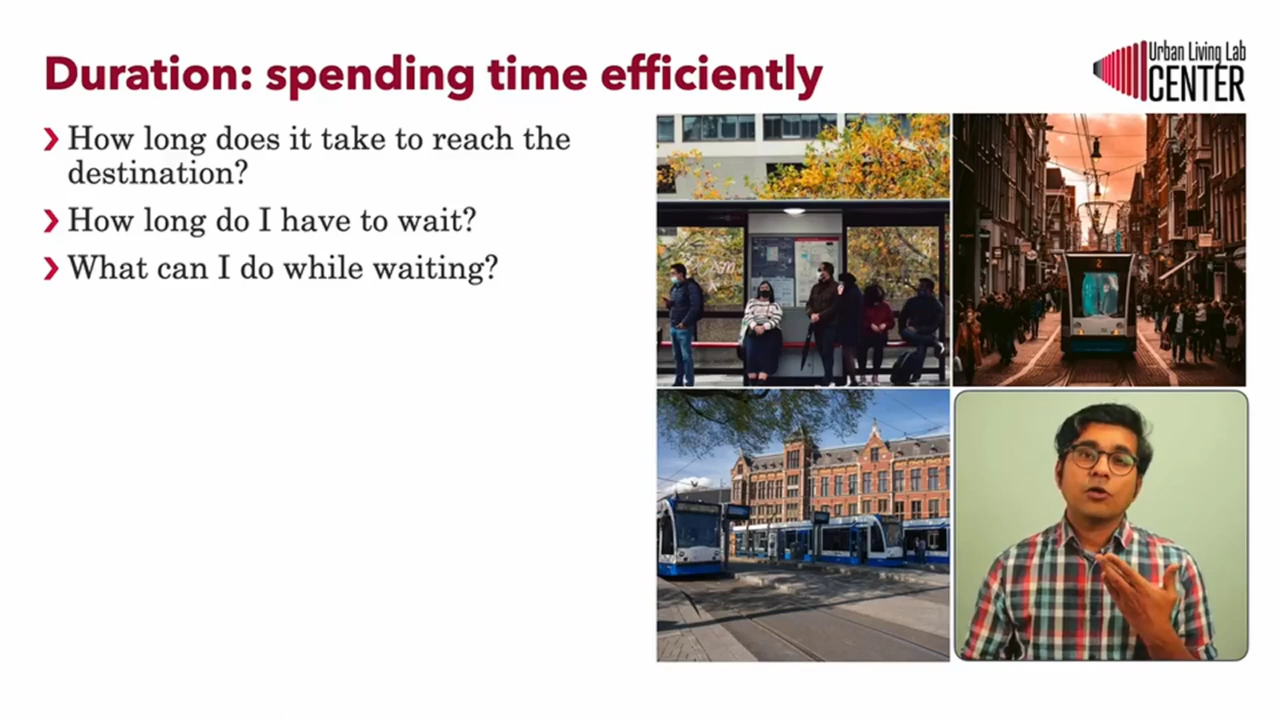 Duration: spending time efficiently
Urban Living Lab
CENTER
❯ How long does it take to reach the
destination?
❯ How long do I have to wait?
❯ What can I do while waiting?
2